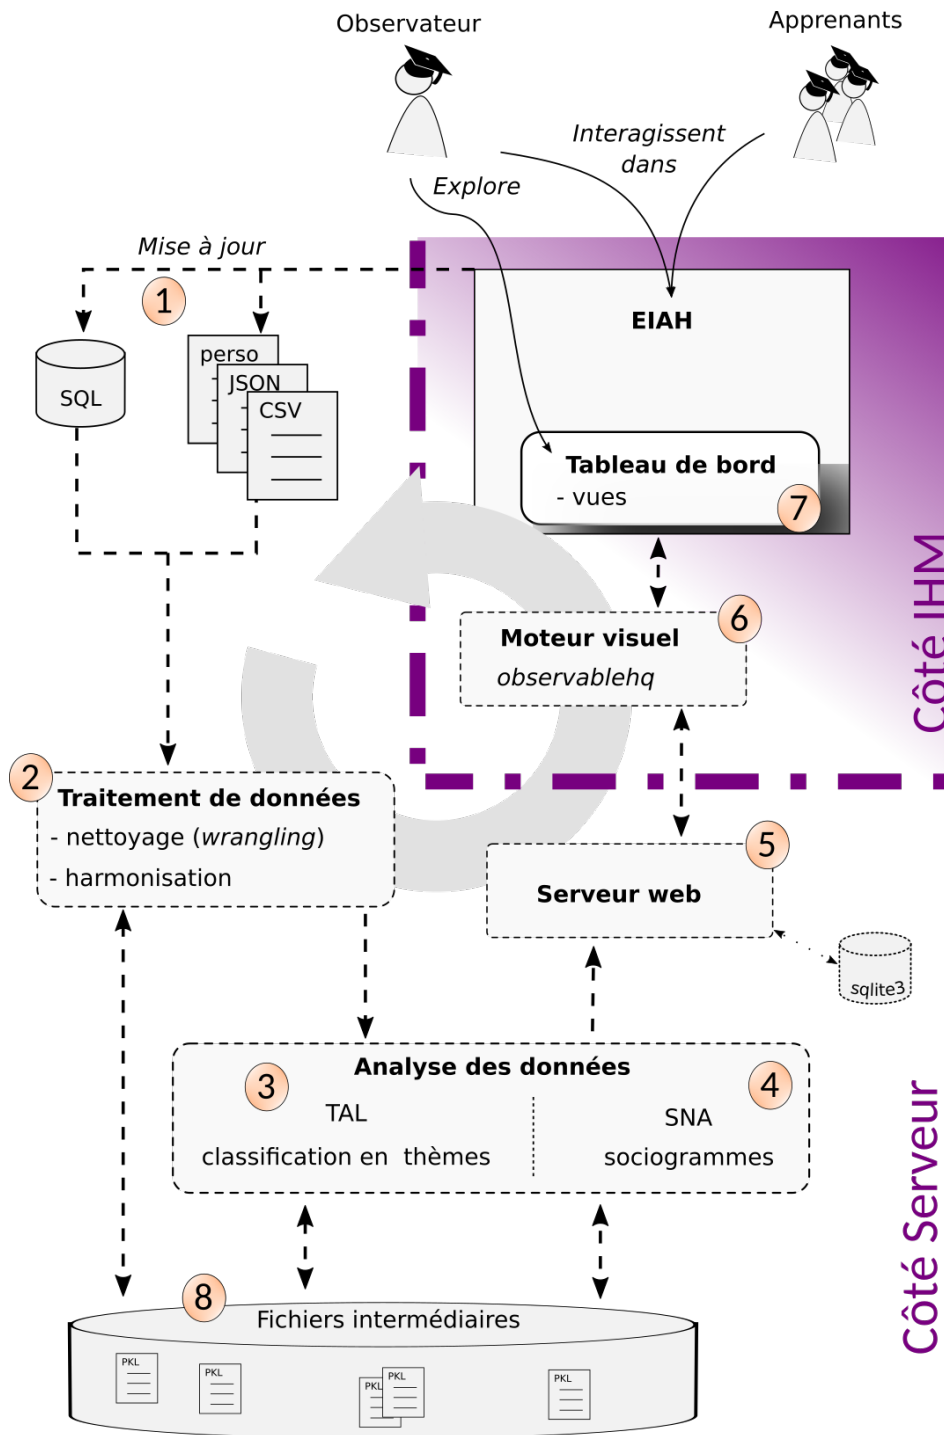 Observateur
Apprenants
Interagissent
dans
Explore
Mise à jour
1
EIAH
perso
JSON
CSV
SQL
Tableau de bord
- vues
7
Côté IHM
6
Moteur visuel
observablehq
2
Traitement de données
- nettoyage (wrangling)
- harmonisation
5
Serveur web
sqlite3
Analyse des données
3
4
TAL
SNA
classification en thèmes
sociogrammes
Côté Serveur
8
Fichiers intermédiaires
PKL
PKL
PKL
PKL
PKL